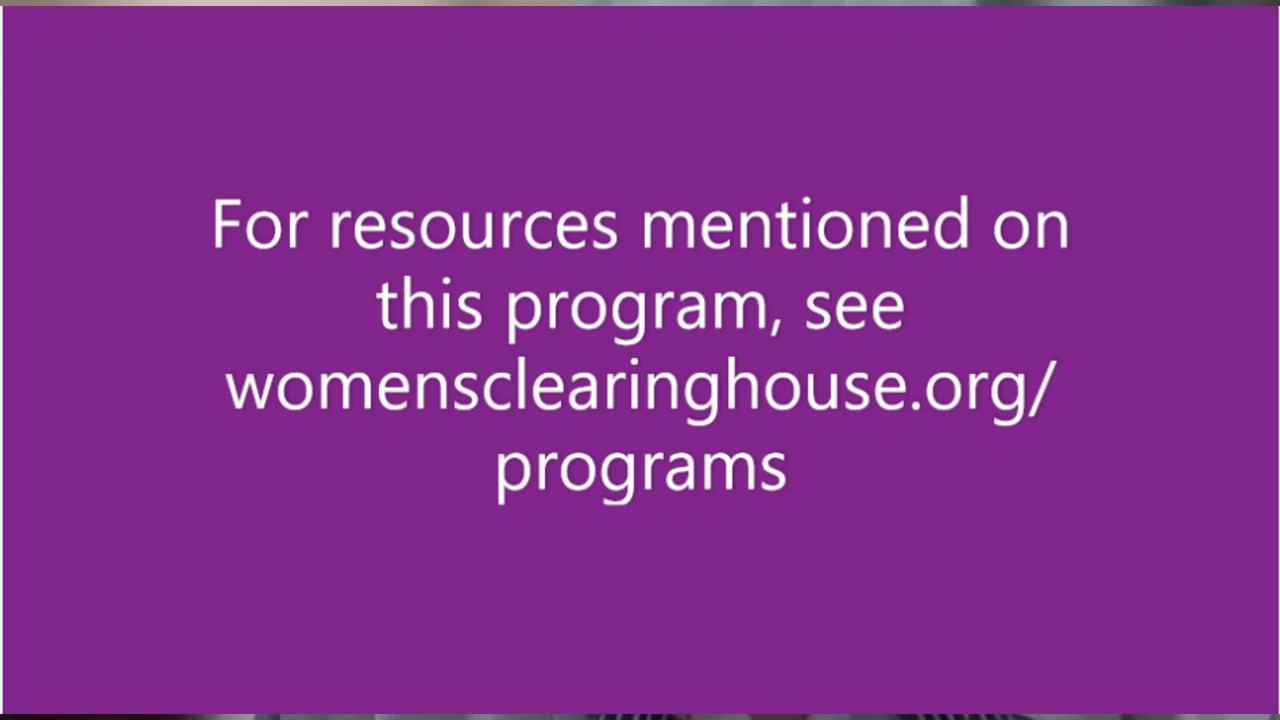 For resources mentioned on
this program, see
womensclearinghouse.org/
programs